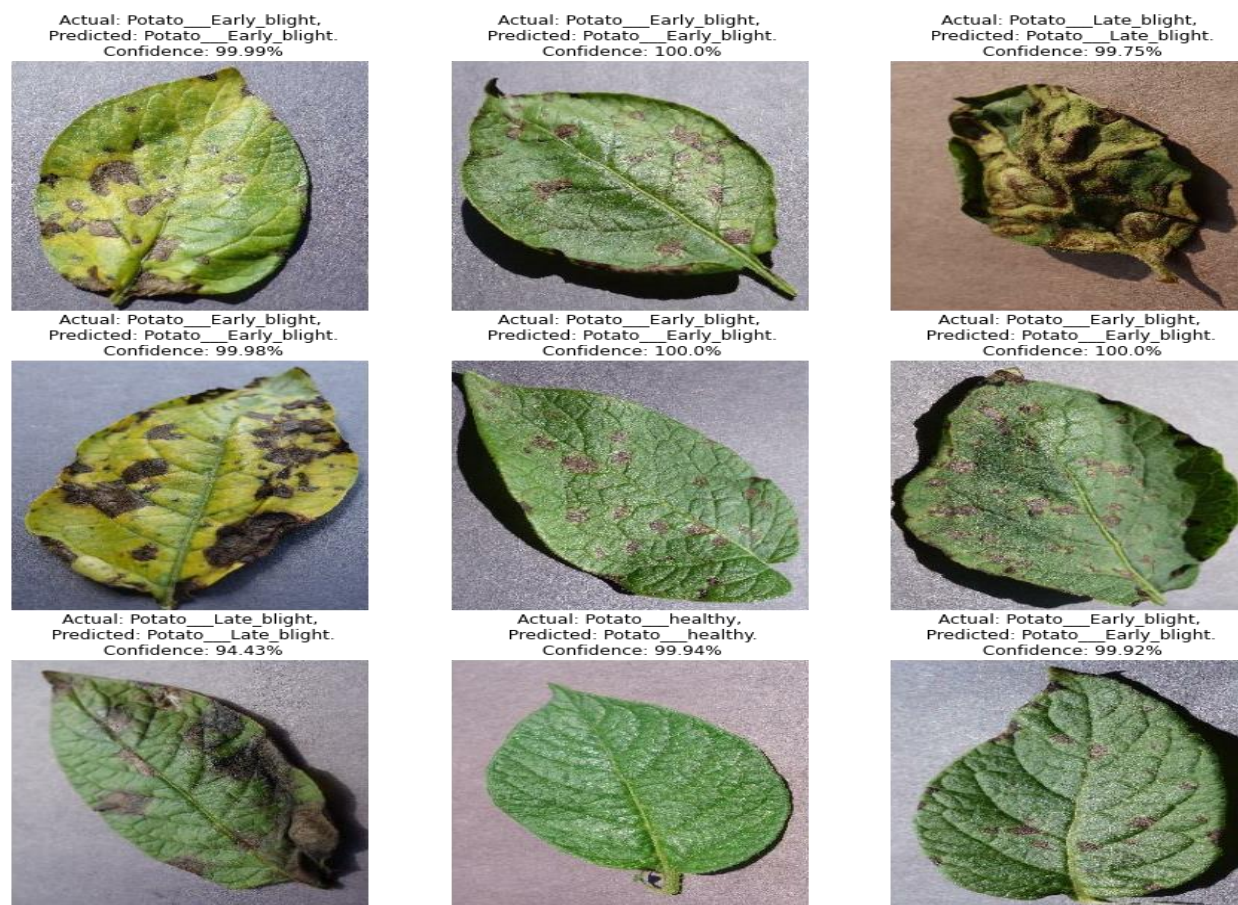 Actual: Potato___Early_blight,
Predicted: Potato___Early_blight.
Confidence: 99.99%
Actual: Potato___Early_blight,
Predicted: Potato___Early_blight.
Confidence: 100.0%
Actual: Potato___Late_blight,
Predicted: Potato___Late_blight.
Confidence: 99.75%
Actual: Potato___Early_blight,
Predicted: Potato___Early_blight.
Confidence: 99.98%
Actual: Potato___Early_blight,
Predicted: Potato___Early_blight.
Confidence: 100.0%
Actual: Potato___Early_blight,
Predicted: Potato___Early_blight.
Confidence: 100.0%
Actual: Potato___Late_blight,
Predicted: Potato___Late_blight.
Confidence: 94.43%
Actual: Potato___healthy,
Predicted: Potato___healthy.
Confidence: 99.94%
Actual: Potato___Early_blight,
Predicted: Potato___Early_blight.
Confidence: 99.92%